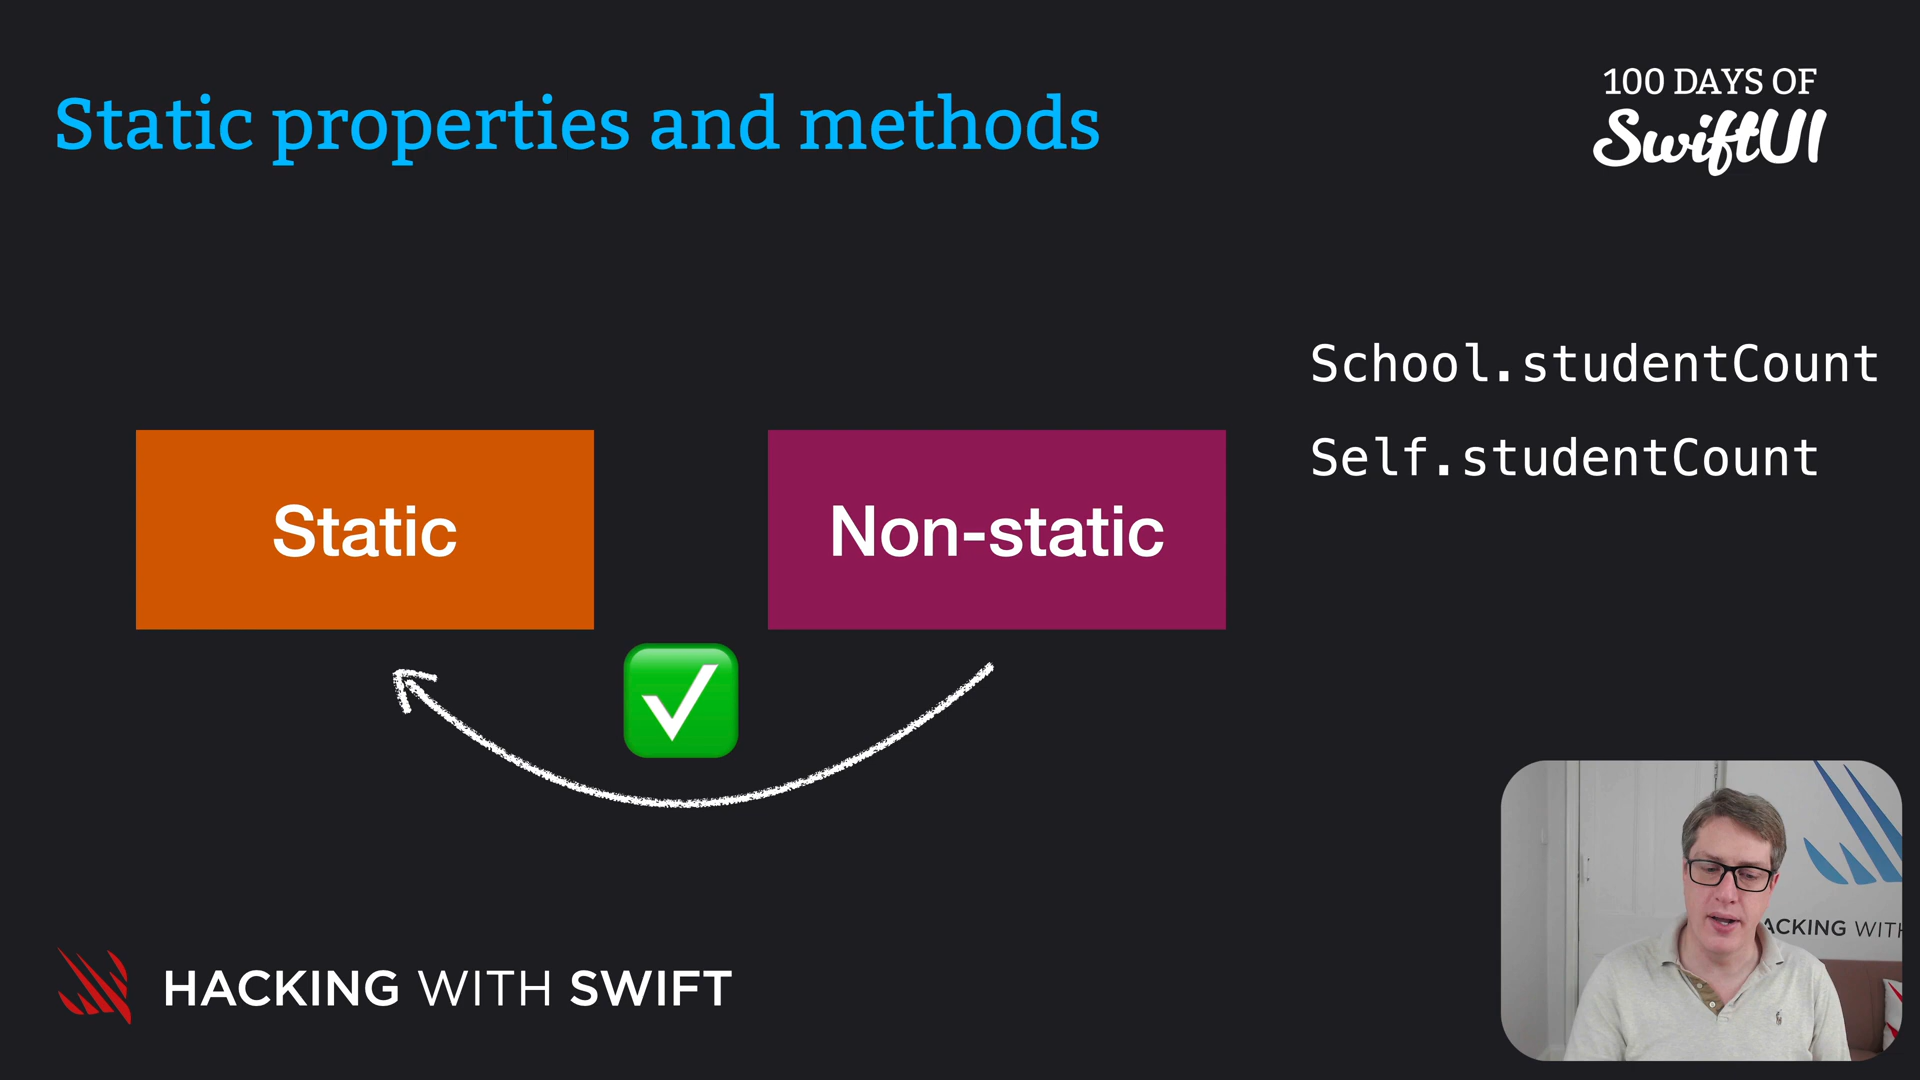 Static properties and methods
100 DAYS OF
SwiftUI
School.studentCount
Self.studentCount
Static
Non-static
HACKING WITH SWIFT
ACKING WITH